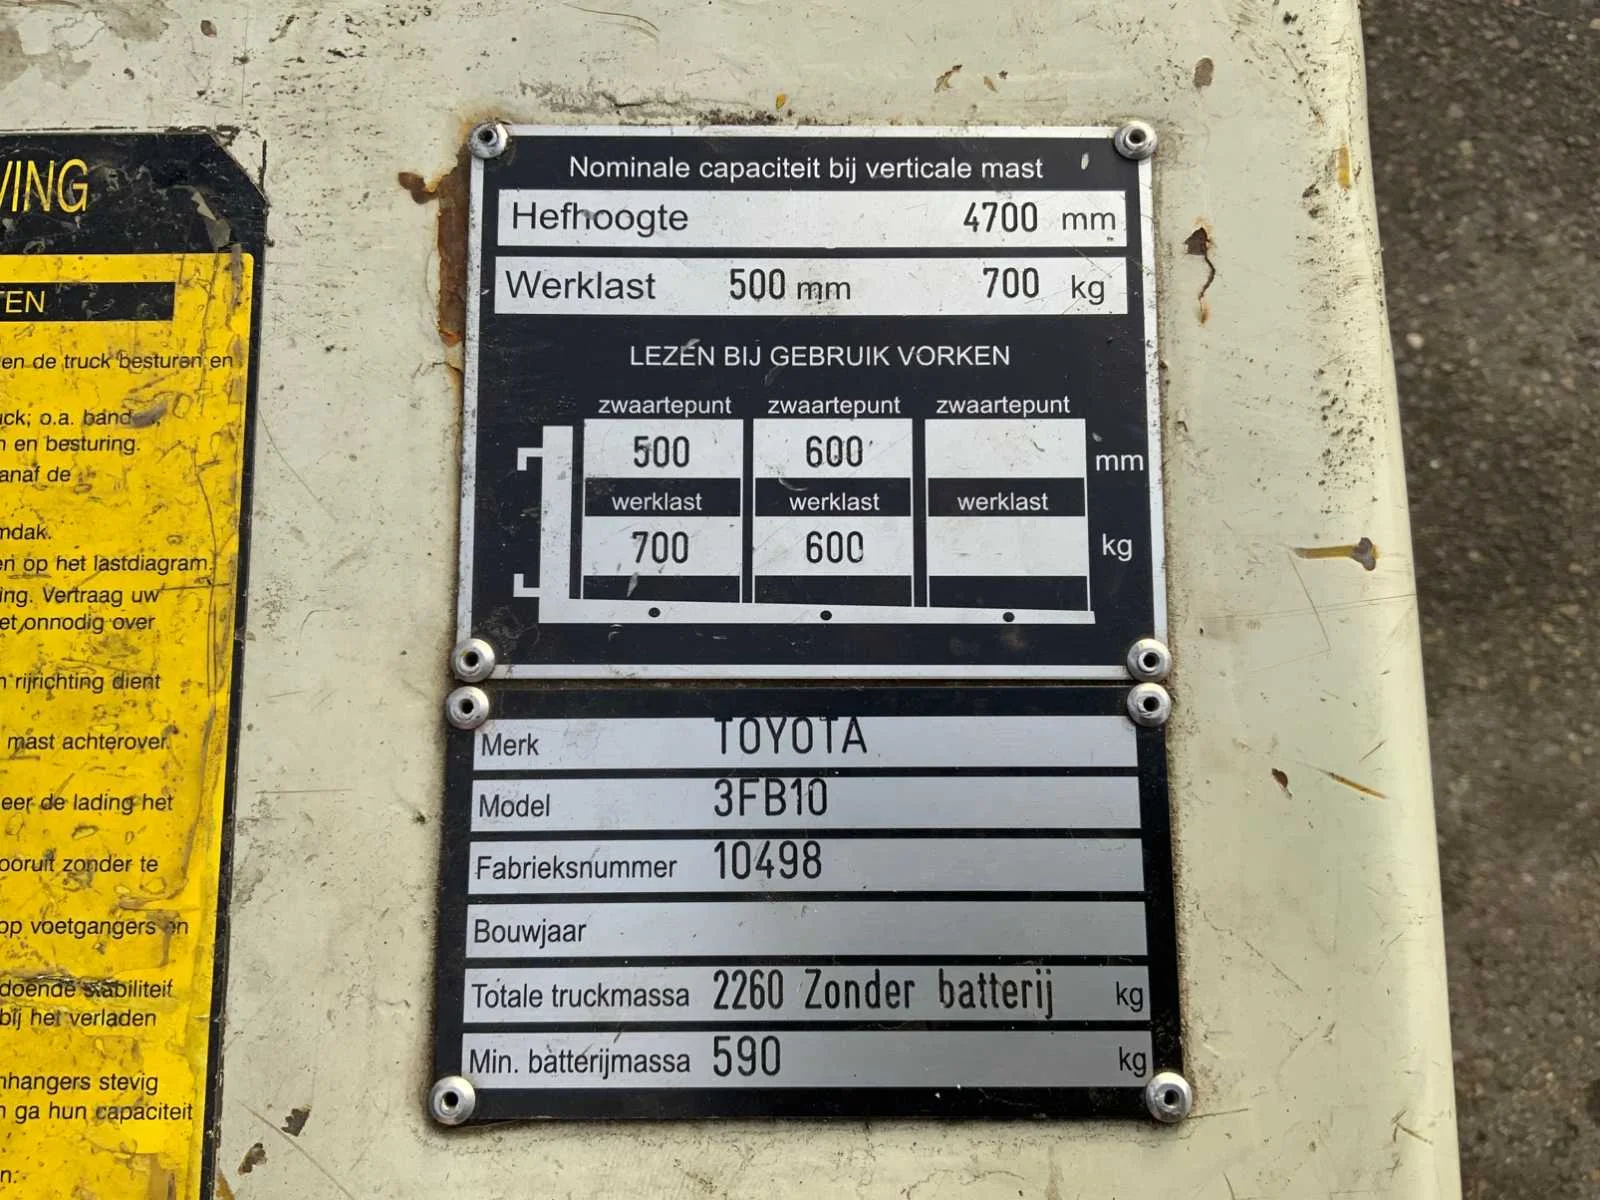 VING
TEN
en de truck besturen en
o.a. band
en besturing.
anaf de
en op het lastdiagram.
ing. Vertraag uw
et onnodig over
rijrichting dient
mast achterover.
eer de lading het
ooruit zonder te
op voetgangers en
doende stabiliteit
bij het verladen
nhangers stevig
ga hun capaciteit
Nominale capaciteit bij verticale mast
Hefhoogte 4700 mm
Werklast 500 mm 700 kg
LEZEN BIJ GEBRUIK VORKEN
zwaartepunt zwaartepunt zwaartepunt
500 600 mm
werklast werklast werklast
700 600 kg
Merk TOYOTA
Model 3FB10
Fabrieksnummer 10498
Bouwjaar
Totale truckmassa 2260 Zonder batterij kg
Min. batterijmassa 590 kg